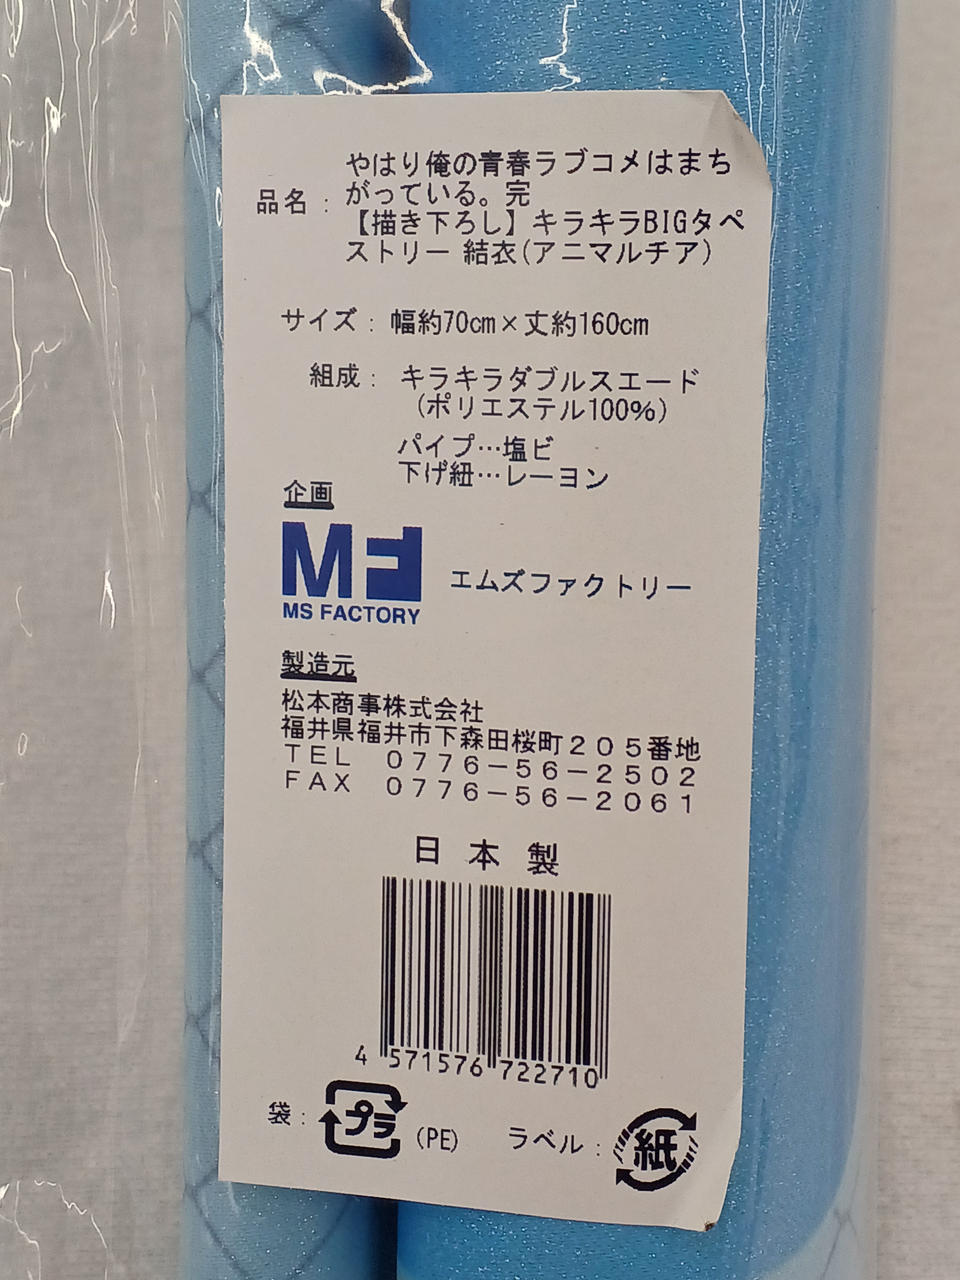 やはり俺の青春ラブコメはまち
品名： がっている。完
【描き下ろし】キラキラBIGタペ
ストリー 結衣(アニマルチア)
サイズ： 幅約70cm×丈約160cm
組成： キラキラダブルスエード
(ポリエステル100%)
パイプ…塩ビ
下げ紐…レーヨン
企画
MF
MS FACTORY
エムズファクトリー
製造元
松本商事株式会社
福井県福井市下森田桜町２０５番地
ＴＥＬ ０７７６－５６－２５０２
ＦＡＸ ０７７６－５６－２０６１
日本製
4 571576 722710
袋： プラ (PE) ラベル： 紙